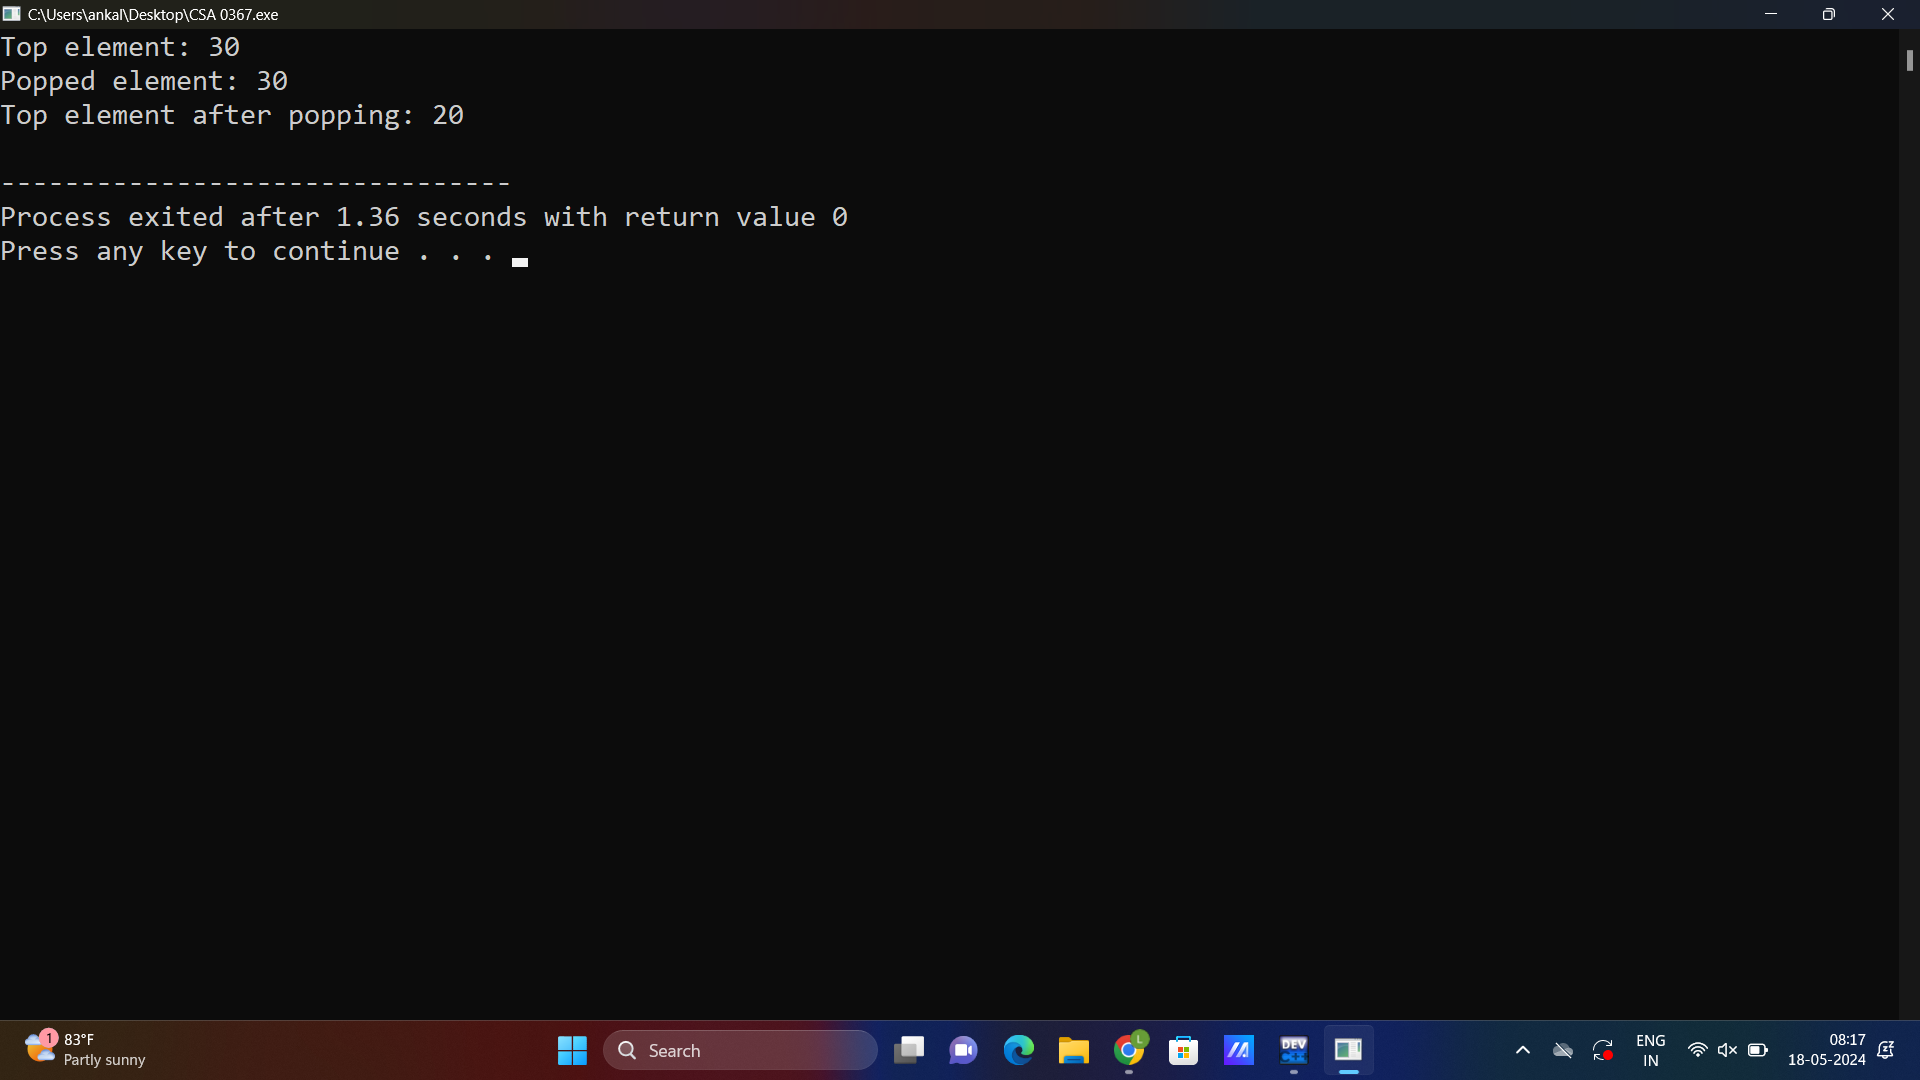 C:\Users\ankal\Desktop\CSA 0367.exe
Top element: 30
Popped element: 30
Top element after popping: 20
--------------------------------
Process exited after 1.36 seconds with return value 0
Press any key to continue . . .
1
83°F
Partly sunny
Search
L
DEV
C++
ENG
IN
08:17
18-05-2024